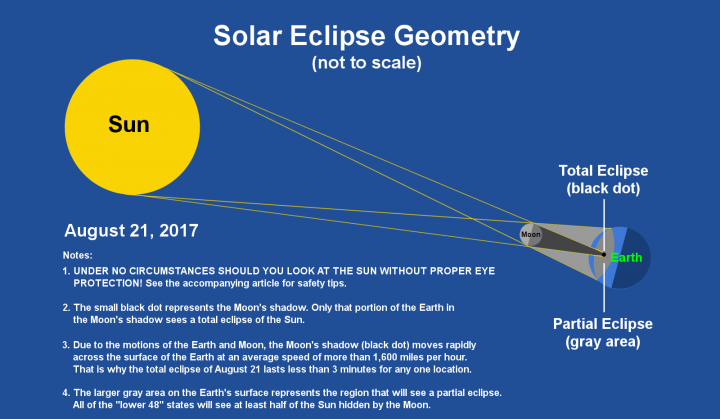 Solar Eclipse Geometry
(not to scale)
Sun
Total Eclipse
(black dot)
Moon
Earth
August 21, 2017
Notes:
1. UNDER NO CIRCUMSTANCES SHOULD YOU LOOK AT THE SUN WITHOUT PROPER EYE
PROTECTION! See the accompanying article for safety tips.
2. The small black dot represents the Moon's shadow. Only that portion of the Earth in
the Moon's shadow sees a total eclipse of the Sun.
Partial Eclipse
(gray area)
3. Due to the motions of the Earth and Moon, the Moon's shadow (black dot) moves rapidly
across the surface of the Earth at an average speed of more than 1,600 miles per hour.
That is why the total eclipse of August 21 lasts less than 3 minutes for any one location.
4. The larger gray area on the Earth's surface represents the region that will see a partial eclipse.
All of the "lower 48" states will see at least half of the Sun hidden by the Moon.